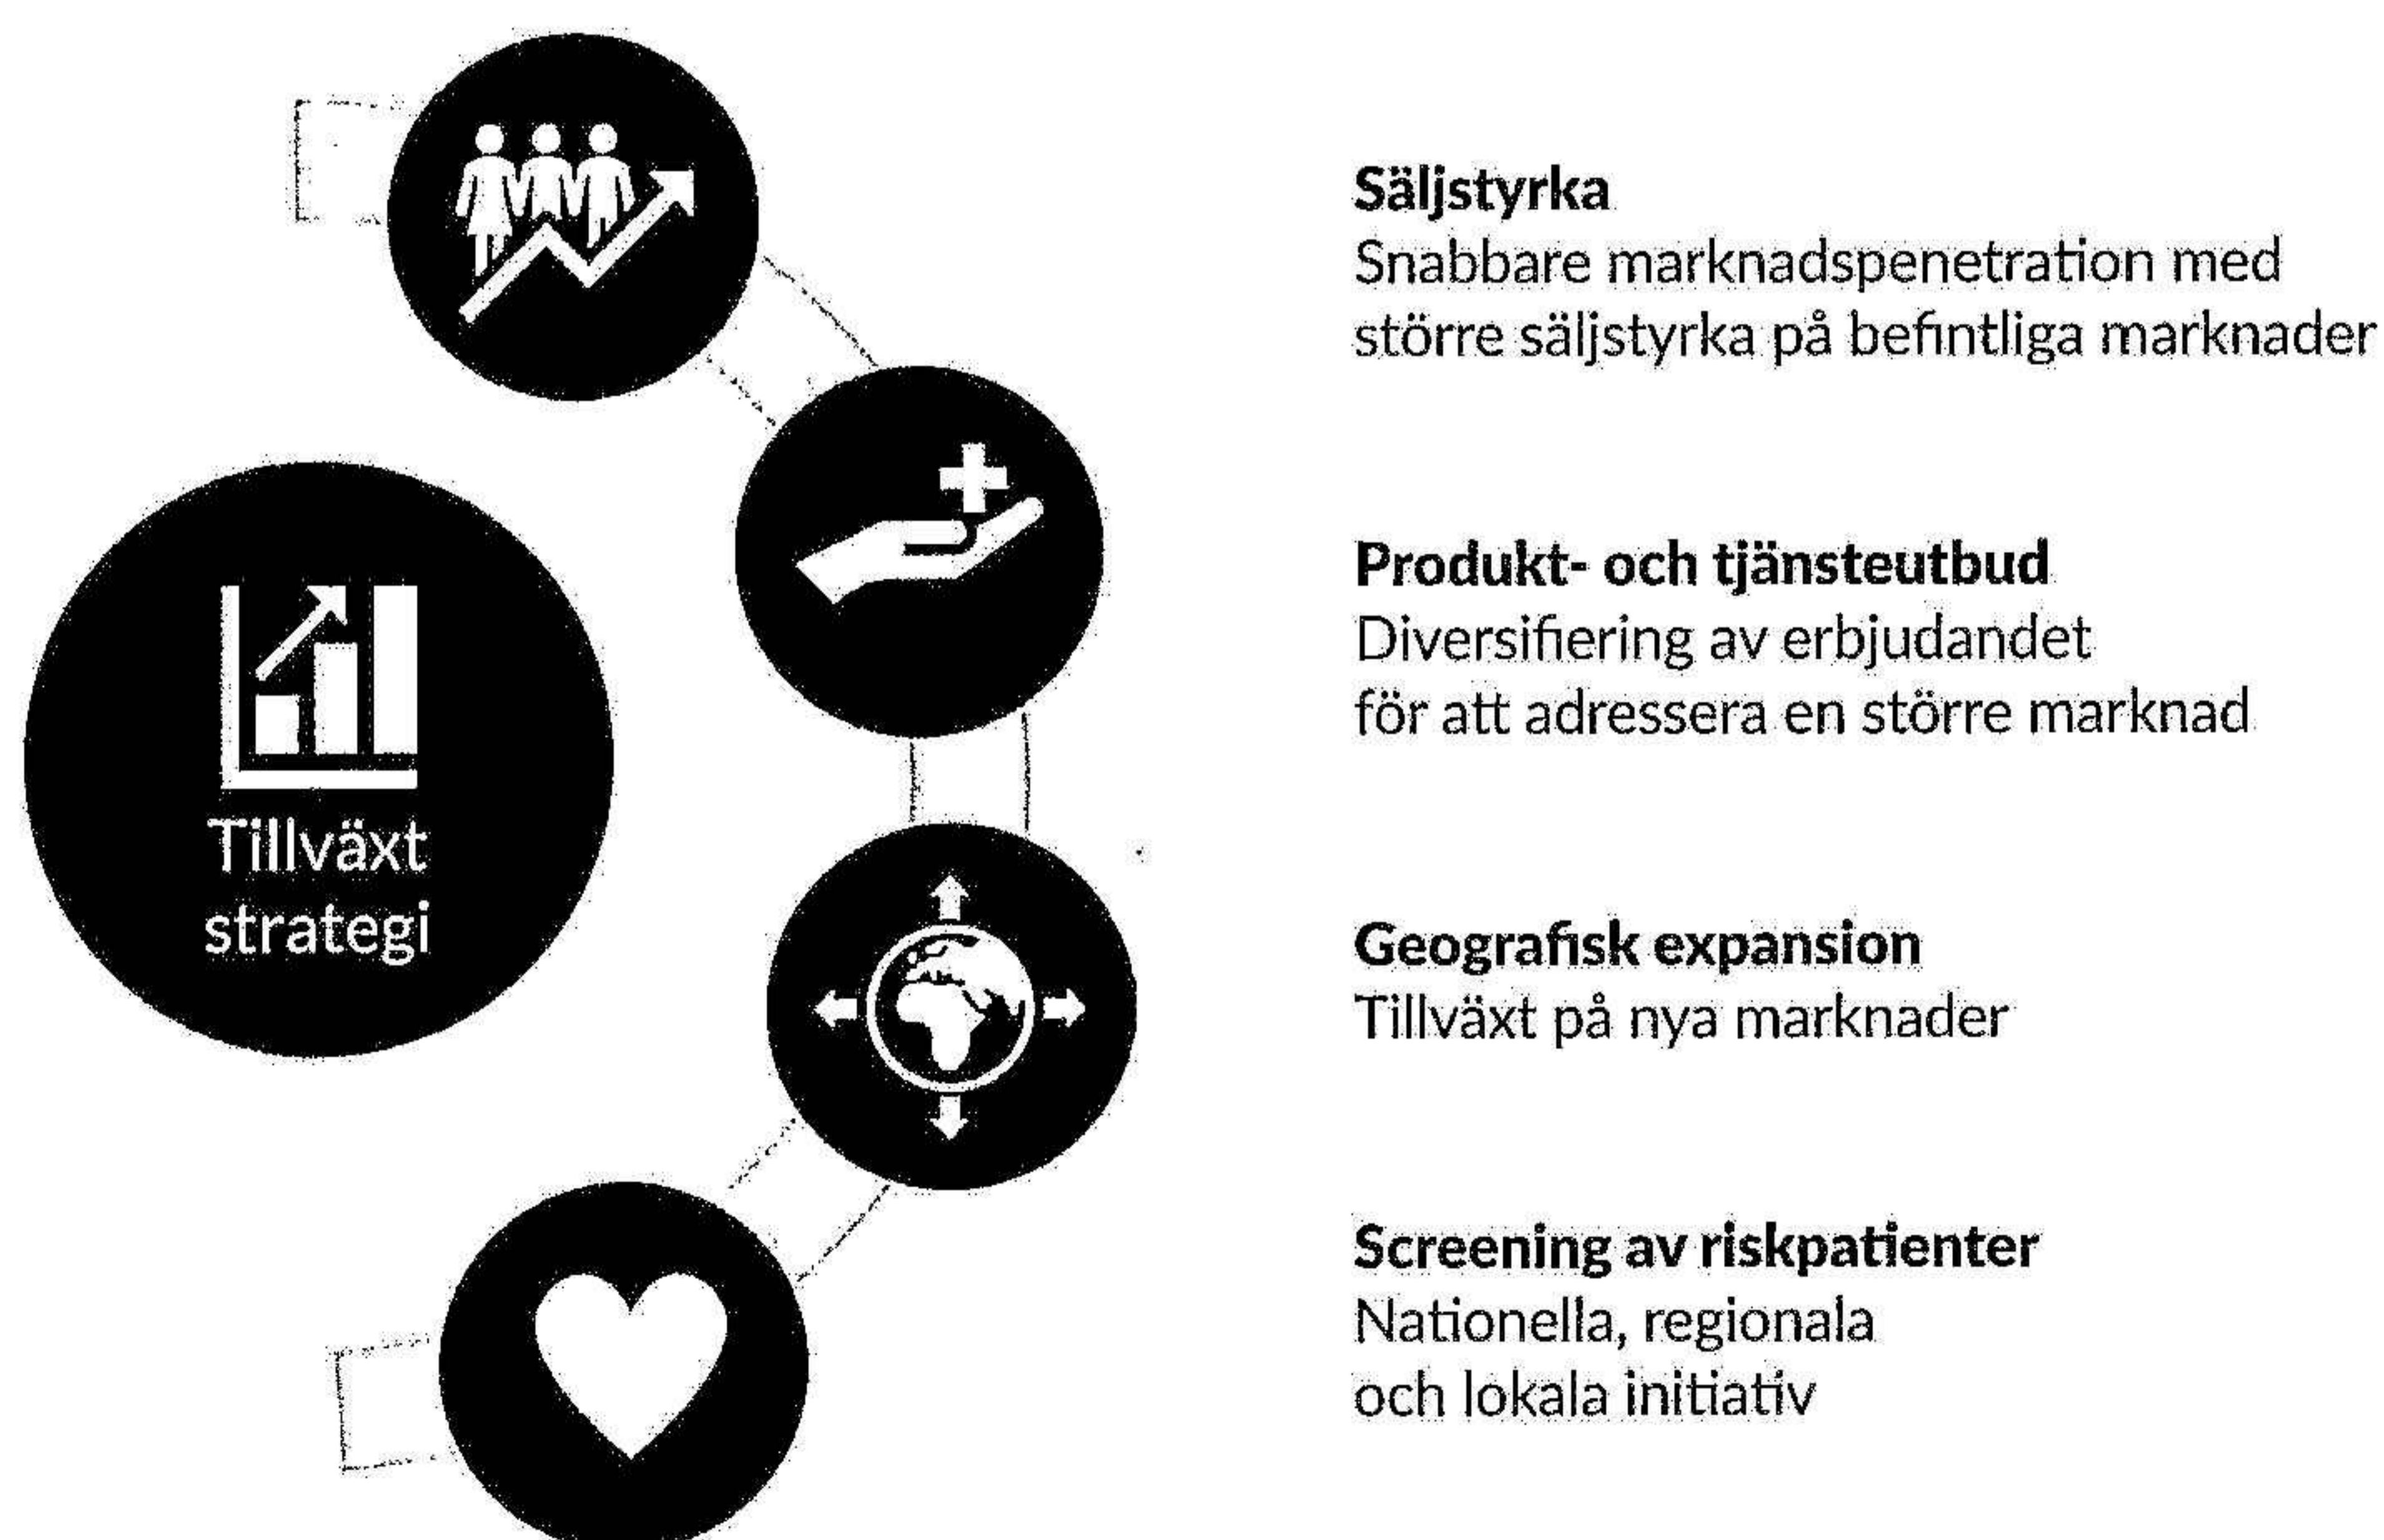 Tillväxt
strategi
Säljstyrka
Snabbare marknadspenetration med
större säljstyrka på befintliga marknader
Produkt- och tjänsteutbud
Diversifiering av erbjudandet
för att adressera en större marknad
Geografisk expansion
Tillväxt på nya marknader
Screening av riskpatienter
Nationella, regionala
och lokala initiativ